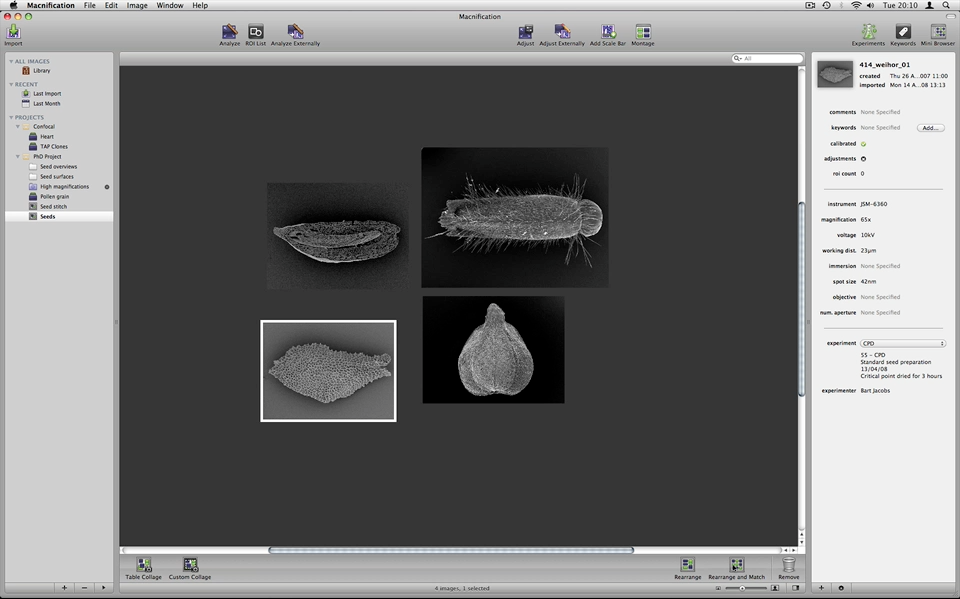 Macnification File Edit Image Window Help
Tue 20:10
Macnification
Import
Analyze ROI List Analyze Externally
Adjust Adjust Externally Add Scale Bar Montage
Experiments Keywords Mini Browser
All
ALL IMAGES
Library
RECENT
Last Import
Last Month
PROJECTS
Confocal
Heart
TAP Clones
PhD Project
Seed overviews
Seed surfaces
High magnifications
Pollen grain
Seed stitch
Seeds
414_weihor_01
created Thu 26 A...007 11:00
imported Mon 14 A...08 13:13
comments None Specified
keywords None Specified Add...
calibrated
adjustments
roi count 0
instrument JSM-6360
magnification 65x
voltage 10kV
working dist. 23µm
immersion None Specified
spot size 42nm
objective None Specified
num. aperture None Specified
experiment CPD
55 - CPD
Standard seed preparation
13/04/08
Critical point dried for 3 hours
experimenter Bart Jacobs
Table Collage Custom Collage
Rearrange Rearrange and Match Remove
4 images, 1 selected